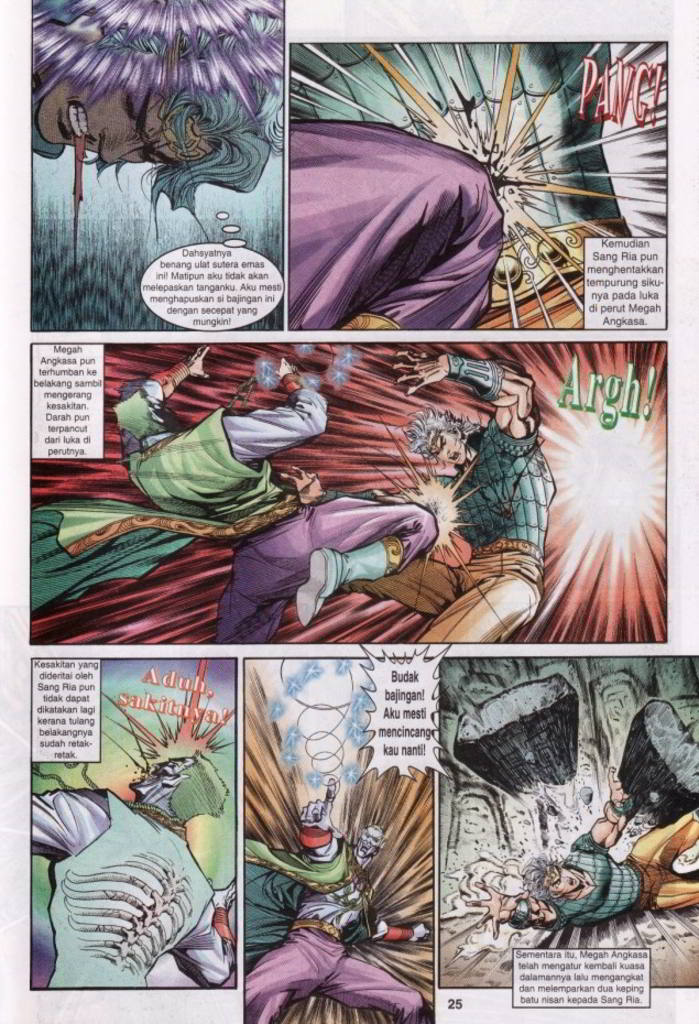 Dahsyatnya
benang ulat sutera emas
ini! Matipun aku tidak akan
melepaskan tanganku. Aku mesti
menghapuskan si bajingan ini
dengan secepat yang
mungkin!
PANG!
Kemudian
Sang Ria pun
menghentakkan
tempurung siku-
nya pada luka
di perut Megah
Angkasa.
Megah
Angkasa pun
terhumban ke
belakang sambil
mengerang
kesakitan.
Darah pun
terpancut
dari luka di
perutnya.
Argh!
Kesakitan yang
dideritai oleh
Sang Ria pun
tidak dapat
dikatakan lagi
kerana tulang
belakangnya
sudah retak-
retak.
Aduh,
sakitnya!
Budak
bajingan!
Aku mesti
mencincang
kau nanti!
Sementara itu, Megah Angkasa
telah mengatur kembali kuasa
dalamannya lalu mengangkat
dan melemparkan dua keping
batu nisan kepada Sang Ria.
25